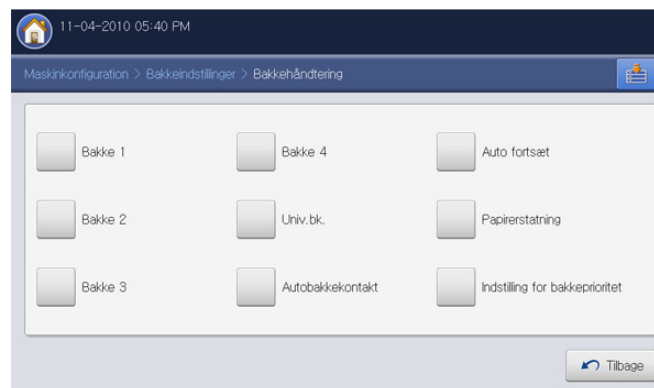 11-04-2010 05:40 PM
Maskinkonfiguration > Bakkeindstillinger > Bakkehåndtering
Bakke 1
Bakke 4
Auto fortsæt
Bakke 2
Univ.bk.
Papirerstatning
Bakke 3
Autobakkekontakt
Indstilling for bakkeprioritet
Tilbage